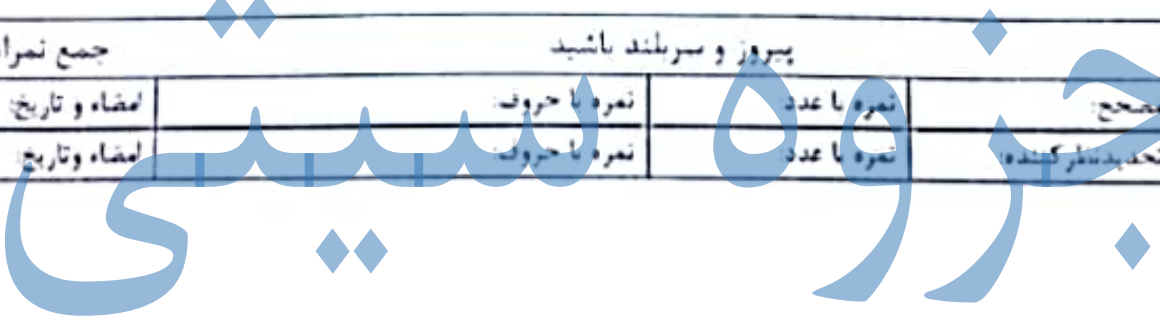 پیروز و سربلند باشید جمع نمرا
مصحح: نمره با عدد: نمره با حروف: امضاء و تاریخ:
تجدیدنظرکننده: نمره با عدد: نمره با حروف: امضاء وتاریخ:
جزوه سیتی